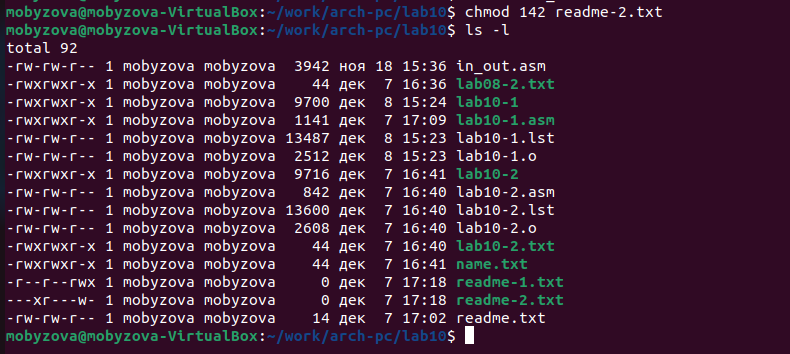 mobyzova@mobyzova-VirtualBox:~/work/arch-pc/lab10$ chmod 142 readme-2.txt
mobyzova@mobyzova-VirtualBox:~/work/arch-pc/lab10$ ls -l
total 92
-rw-rw-r-- 1 mobyzova mobyzova  3942 ноя 18 15:36 in_out.asm
-rwxrwxr-x 1 mobyzova mobyzova    44 дек  7 16:36 lab08-2.txt
-rwxrwxr-x 1 mobyzova mobyzova  9700 дек  8 15:24 lab10-1
-rwxrwxr-x 1 mobyzova mobyzova  1141 дек  7 17:09 lab10-1.asm
-rw-rw-r-- 1 mobyzova mobyzova 13487 дек  8 15:23 lab10-1.lst
-rw-rw-r-- 1 mobyzova mobyzova  2512 дек  8 15:23 lab10-1.o
-rwxrwxr-x 1 mobyzova mobyzova  9716 дек  7 16:41 lab10-2
-rw-rw-r-- 1 mobyzova mobyzova   842 дек  7 16:40 lab10-2.asm
-rw-rw-r-- 1 mobyzova mobyzova 13600 дек  7 16:40 lab10-2.lst
-rw-rw-r-- 1 mobyzova mobyzova  2608 дек  7 16:40 lab10-2.o
-rwxrwxr-x 1 mobyzova mobyzova    44 дек  7 16:40 lab10-2.txt
-rwxrwxr-x 1 mobyzova mobyzova    44 дек  7 16:41 name.txt
-r--r--rwx 1 mobyzova mobyzova     0 дек  7 17:18 readme-1.txt
---xr---w- 1 mobyzova mobyzova     0 дек  7 17:18 readme-2.txt
-rw-rw-r-- 1 mobyzova mobyzova    14 дек  7 17:02 readme.txt
mobyzova@mobyzova-VirtualBox:~/work/arch-pc/lab10$